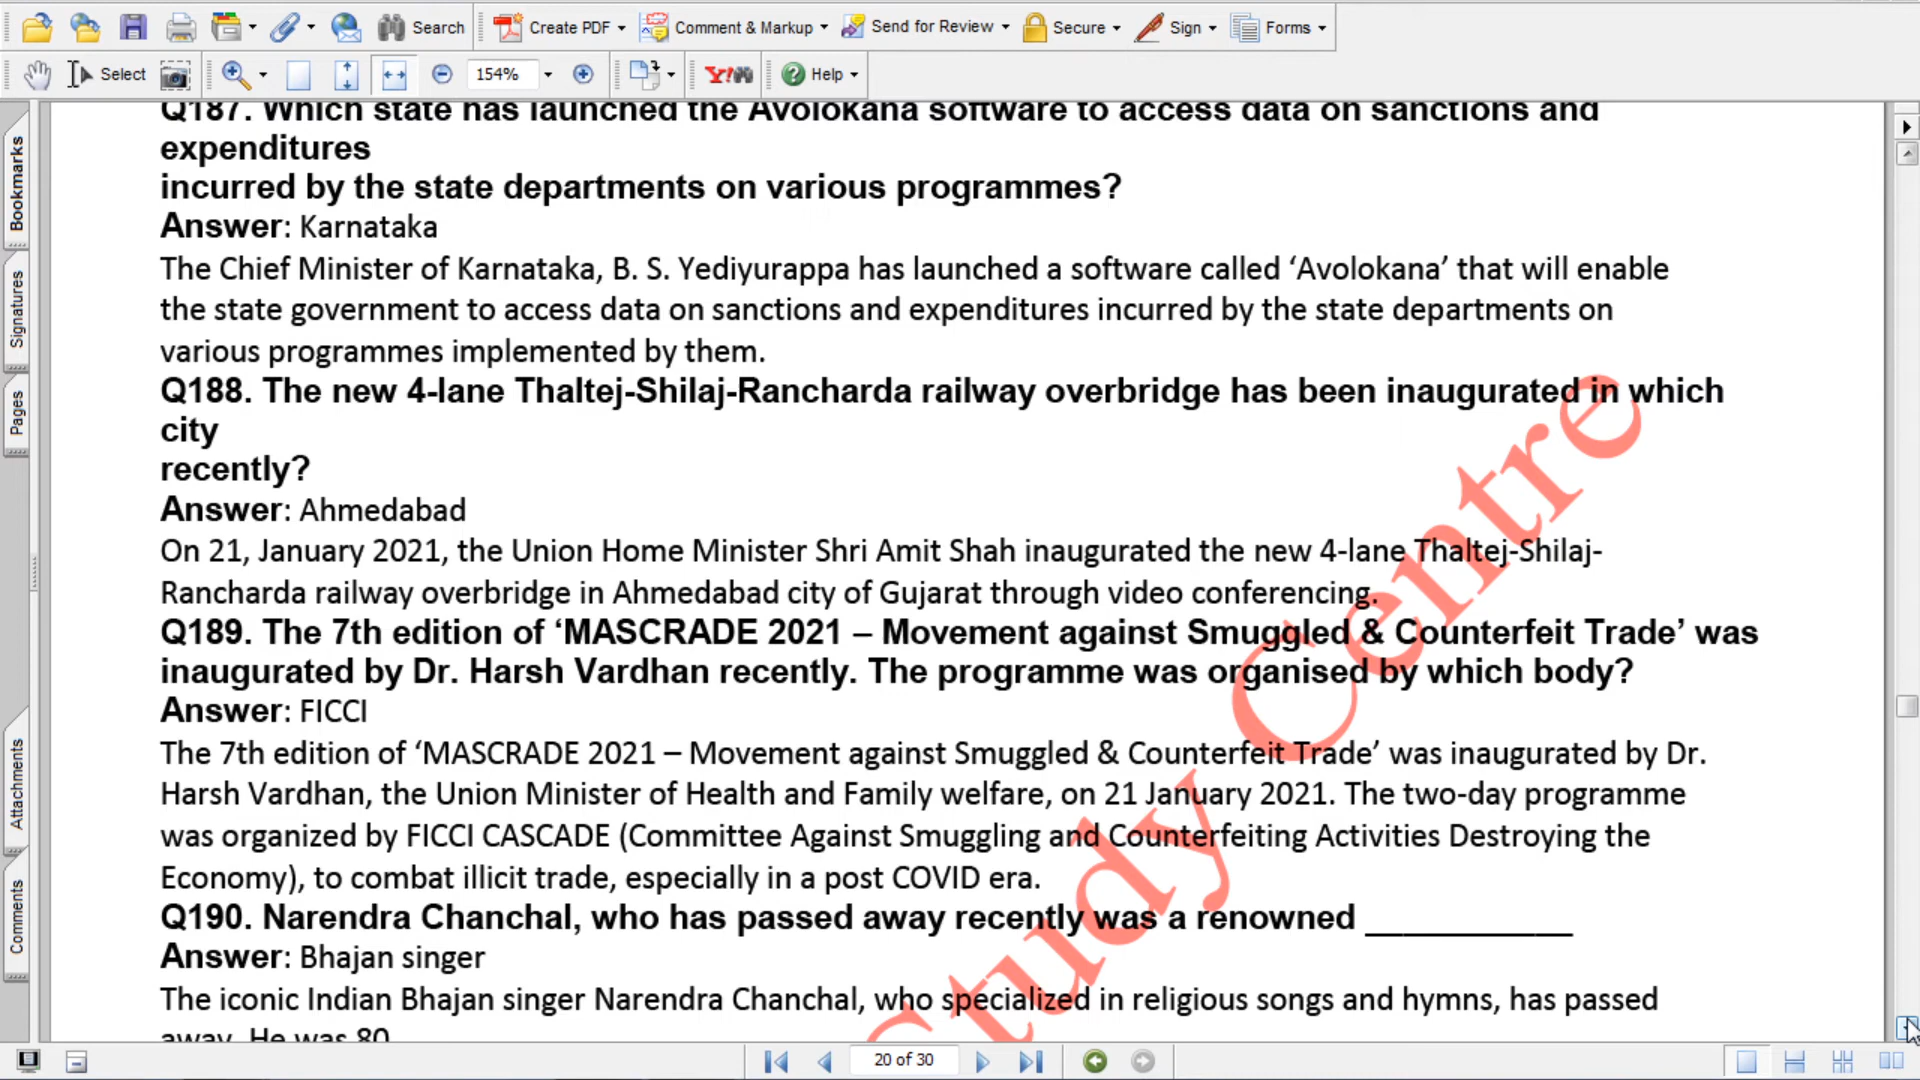 Search
Create PDF
Comment & Markup
Send for Review
Secure
Sign
Forms
Select
154%
Y!
Help
Bookmarks
Signatures
Pages
Attachments
Comments
Q187. Which state has launched the Avolokana software to access data on sanctions and
expenditures
incurred by the state departments on various programmes?
Answer: Karnataka
The Chief Minister of Karnataka, B. S. Yediyurappa has launched a software called ‘Avolokana’ that will enable
the state government to access data on sanctions and expenditures incurred by the state departments on
various programmes implemented by them.
Q188. The new 4-lane Thaltej-Shilaj-Rancharda railway overbridge has been inaugurated in which
city
recently?
Answer: Ahmedabad
On 21, January 2021, the Union Home Minister Shri Amit Shah inaugurated the new 4-lane Thaltej-Shilaj-
Rancharda railway overbridge in Ahmedabad city of Gujarat through video conferencing.
Q189. The 7th edition of ‘MASCRADE 2021 – Movement against Smuggled & Counterfeit Trade’ was
inaugurated by Dr. Harsh Vardhan recently. The programme was organised by which body?
Answer: FICCI
The 7th edition of ‘MASCRADE 2021 – Movement against Smuggled & Counterfeit Trade’ was inaugurated by Dr.
Harsh Vardhan, the Union Minister of Health and Family welfare, on 21 January 2021. The two-day programme
was organized by FICCI CASCADE (Committee Against Smuggling and Counterfeiting Activities Destroying the
Economy), to combat illicit trade, especially in a post COVID era.
Q190. Narendra Chanchal, who has passed away recently was a renowned ___________
Answer: Bhajan singer
The iconic Indian Bhajan singer Narendra Chanchal, who specialized in religious songs and hymns, has passed
away. He was 80.
Study Centre
20 of 30